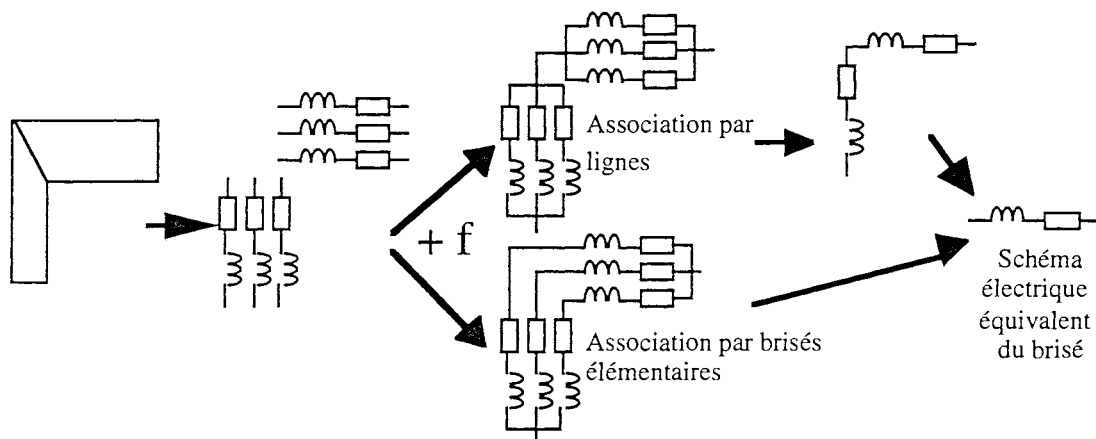 Association par
lignes
+ f
Association par brisés
élémentaires
Schéma
électrique
équivalent
du brisé